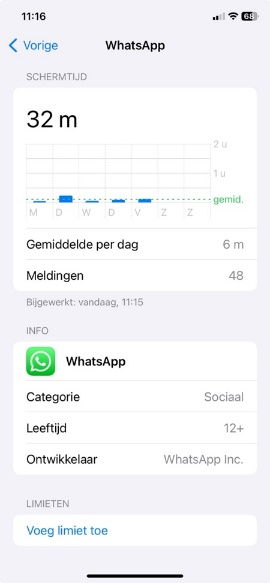 11:16
68
Vorige
WhatsApp
SCHERMTIJD
32 m
2 u
1 u
gemid.
M D W D V Z Z
Gemiddelde per dag 6 m
Meldingen 48
Bijgewerkt: vandaag, 11:15
INFO
WhatsApp
Categorie Sociaal
Leeftijd 12+
Ontwikkelaar WhatsApp Inc.
LIMIETEN
Voeg limiet toe